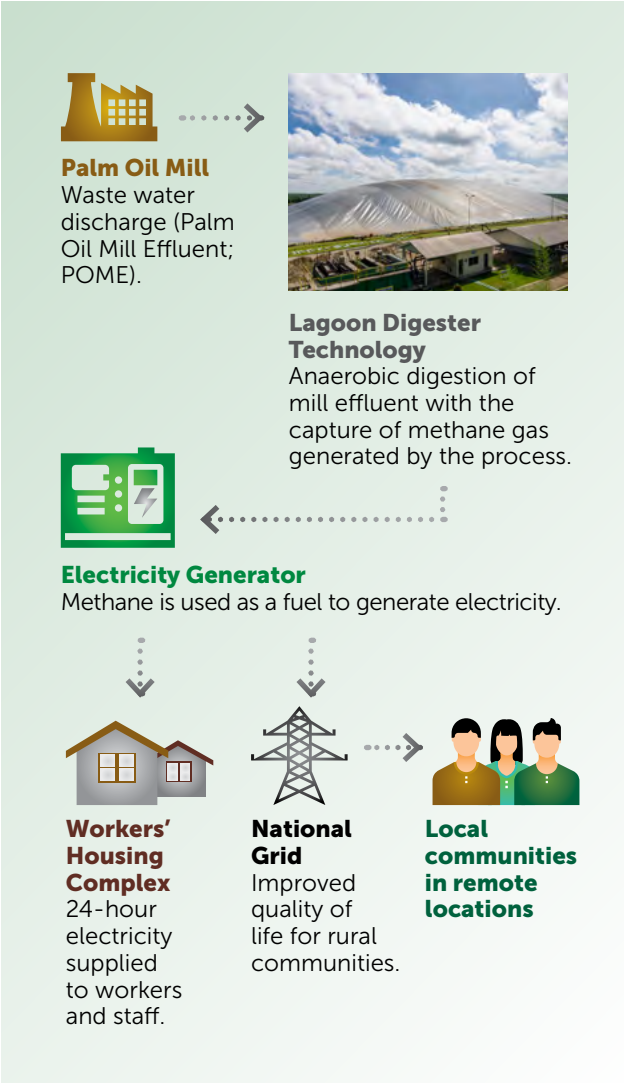 Palm Oil Mill
Waste water
discharge (Palm
Oil Mill Effluent;
POME).
Lagoon Digester
Technology
Anaerobic digestion of
mill effluent with the
capture of methane gas
generated by the process.
Electricity Generator
Methane is used as a fuel to generate electricity.
Workers’
Housing
Complex
24-hour
electricity
supplied
to workers
and staff.
National
Grid
Improved
quality of
life for rural
communities.
Local
communities
in remote
locations